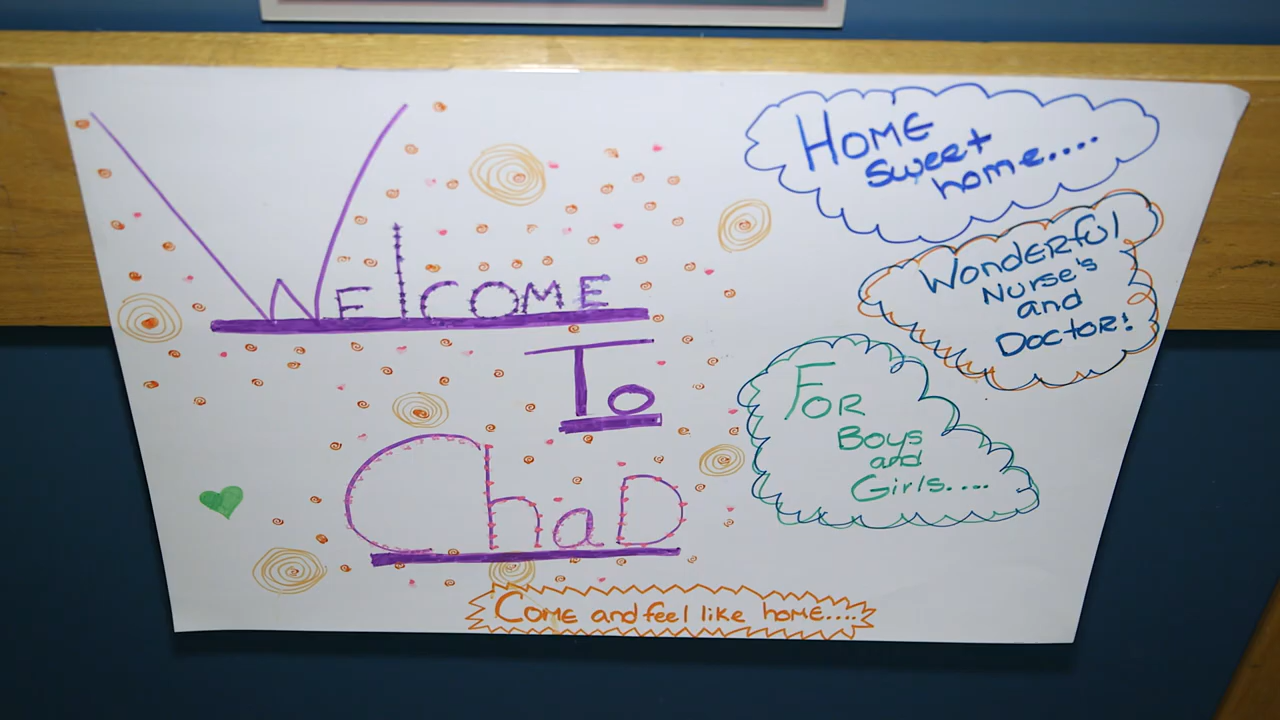 WElCOME
To
ChaD
HOME
sweet
home....
WonDERful
Nurse's
and
Doctor!
FOR
Boys
and
Girls....
COME and feel like home....